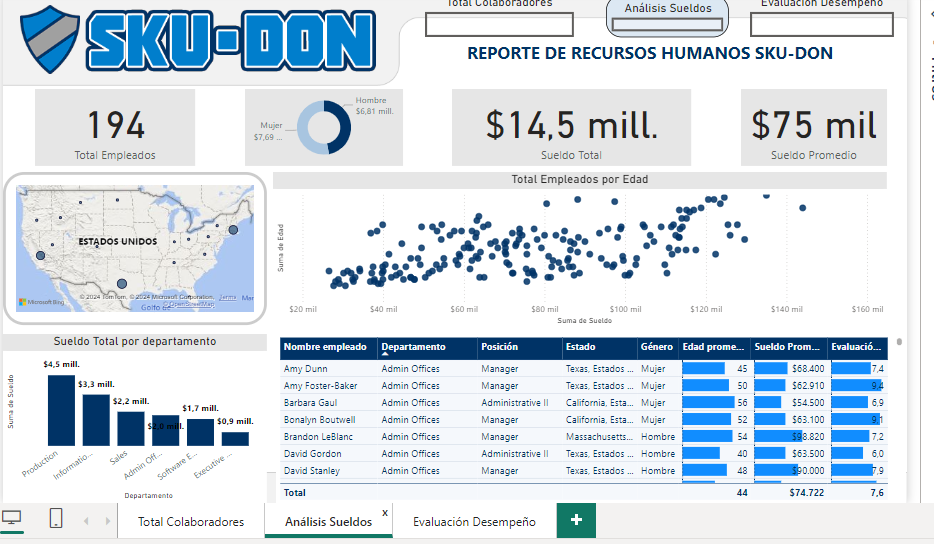 Total Colaboradores
Análisis Sueldos
Evaluación Desempeño
SKU-DON
REPORTE DE RECURSOS HUMANOS SKU-DON
194
Total Empleados
Hombre
$6,81 mill.
Mujer
$7,69 ...
$14,5 mill.
Sueldo Total
$75 mil
Sueldo Promedio
Total Empleados por Edad
Suma de Edad
$20 mil $40 mil $60 mil $80 mil $100 mil $120 mil $140 mil $160 mil
Suma de Sueldo
ESTADOS UNIDOS
Microsoft Bing
© 2024 TomTom, © 2024 Microsoft Corporation, Terms
© OpenStreetMap
Golfo de
Sueldo Total por departamento
Suma de Sueldo
$4,5 mill.
$3,3 mill.
$2,2 mill.
$2,0 mill.
$1,7 mill.
$0,9 mill.
Production
Informatio...
Sales
Admin Off...
Software E...
Executive ...
Departamento
Nombre empleado Departamento Posición Estado Género Edad prome... Sueldo Prom... Evaluació...
Amy Dunn Admin Offices Manager Texas, Estados ... Mujer 45 $68.400 7,4
Amy Foster-Baker Admin Offices Manager Texas, Estados ... Mujer 50 $62.910 9,4
Barbara Gaul Admin Offices Administrative II California, Esta... Mujer 56 $54.500 6,9
Bonalyn Boutwell Admin Offices Manager California, Esta... Mujer 52 $63.100 9,1
Brandon LeBlanc Admin Offices Manager Massachusetts... Hombre 54 $98.820 7,2
David Gordon Admin Offices Administrative II Texas, Estados ... Hombre 40 $63.500 6,0
David Stanley Admin Offices Manager Texas, Estados ... Hombre 48 $90.000 7,9
Total 44 $74.722 7,6
Total Colaboradores
Análisis Sueldos
x
Evaluación Desempeño
+